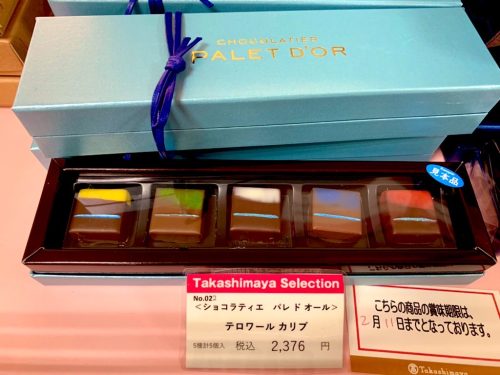 CHOCOLATIER
PALET D'OR
見本品
Takashimaya Selection
No.022
<ショコラティエ パレ ド オール>
テロワール カリブ
5種計5個入 税込 2,376 円
こちらの商品の賞味期限は、
2月11日までとなっております。
Takashimaya